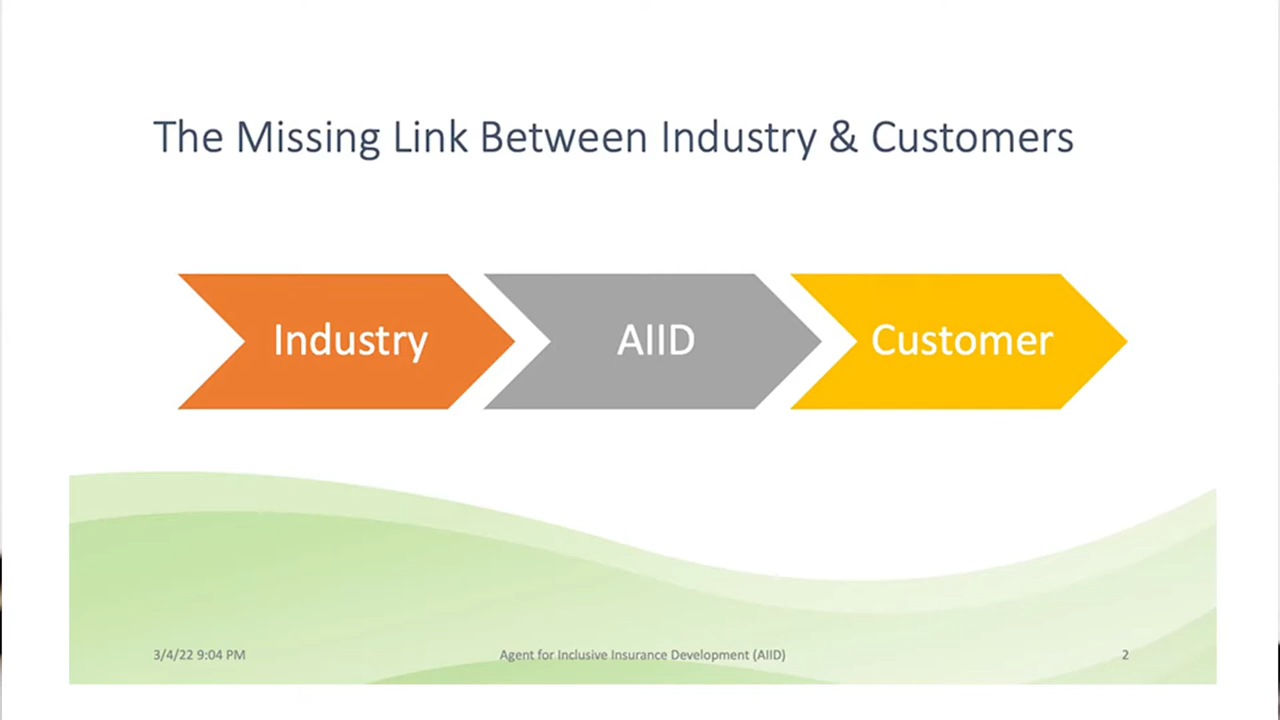 The Missing Link Between Industry & Customers
Industry
AIID
Customer
3/4/22 9:04 PM
Agent for Inclusive Insurance Development (AIID)
2